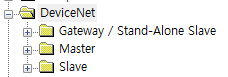 DeviceNet
Gateway / Stand-Alone Slave
Master
Slave